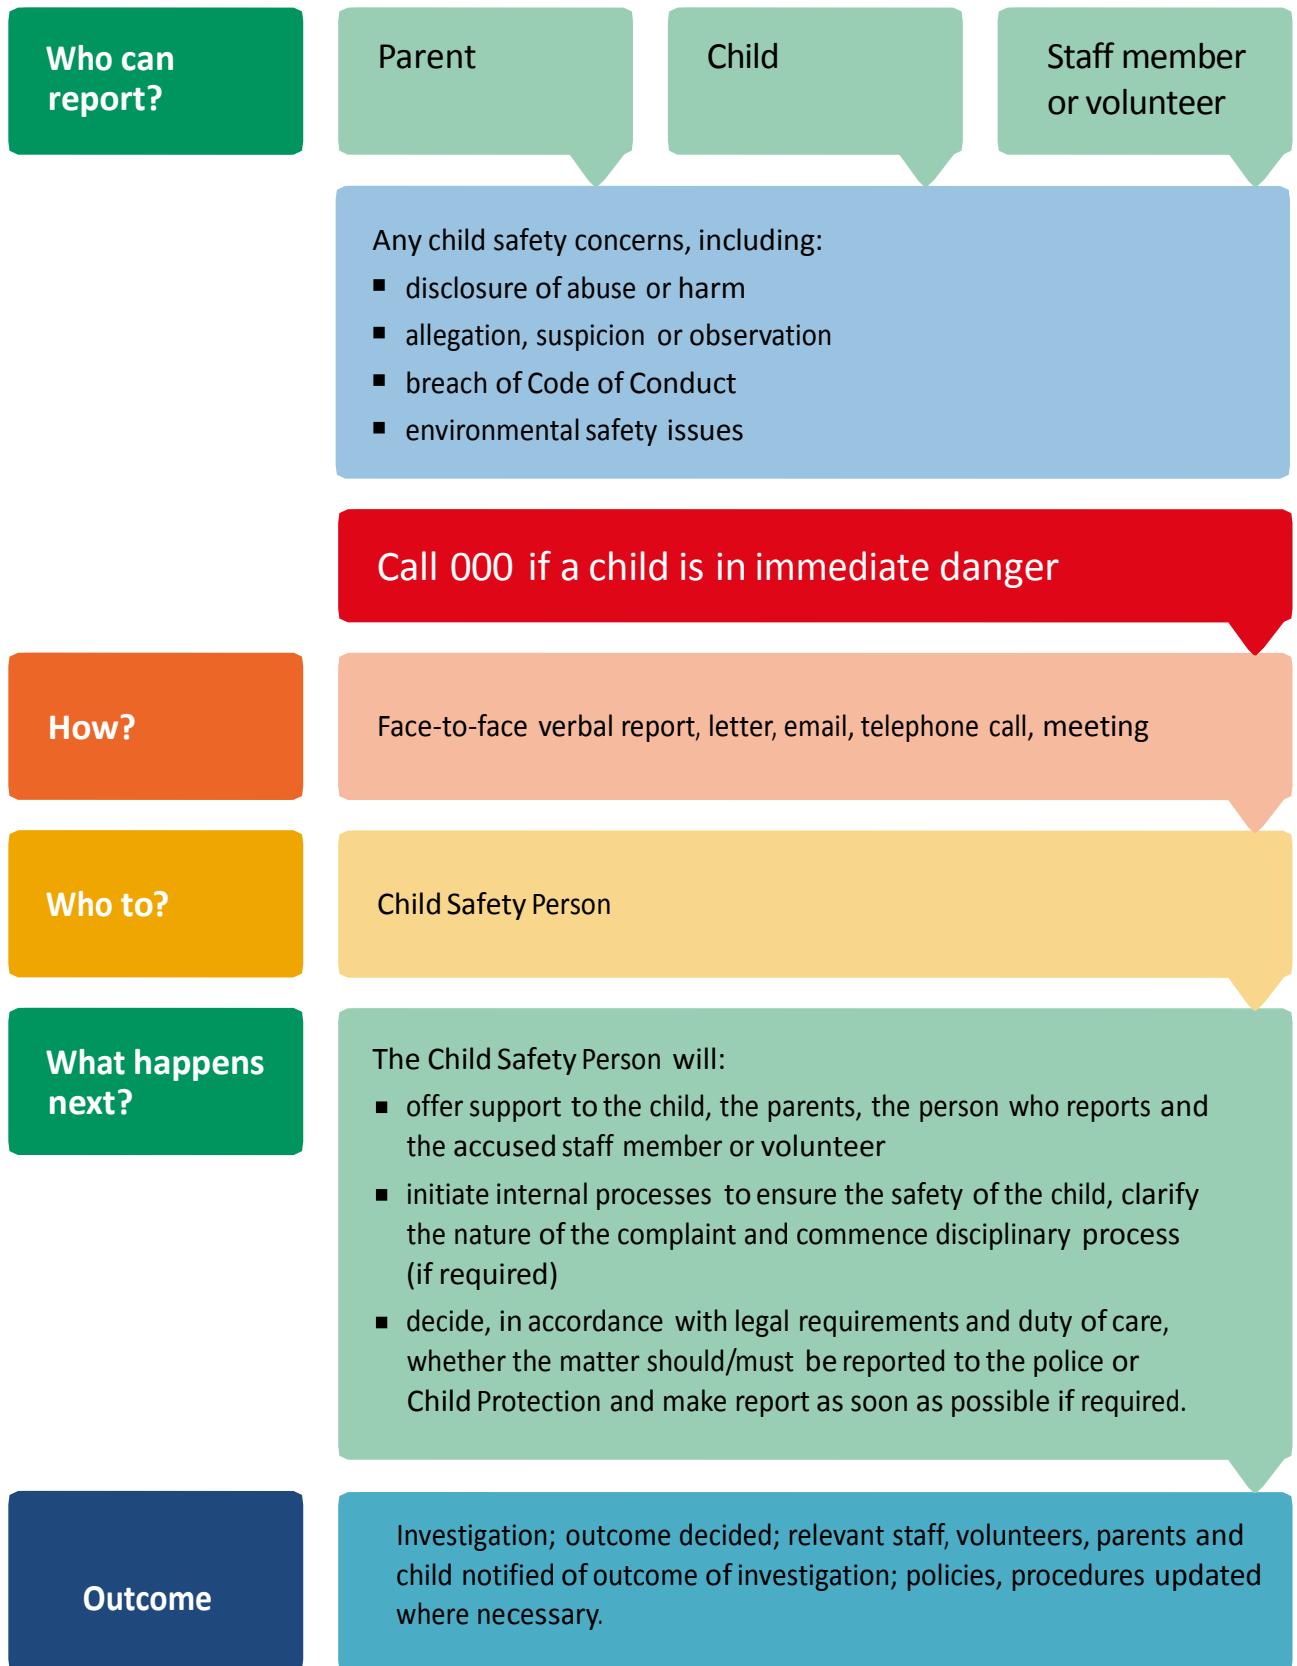 Who can
report?
Parent
Child
Staff member
or volunteer
Any child safety concerns, including:
▪ disclosure of abuse or harm
▪ allegation, suspicion or observation
▪ breach of Code of Conduct
▪ environmental safety issues
Call 000 if a child is in immediate danger
How?
Face-to-face verbal report, letter, email, telephone call, meeting
Who to?
Child Safety Person
What happens
next?
The Child Safety Person will:
▪ offer support to the child, the parents, the person who reports and
the accused staff member or volunteer
▪ initiate internal processes to ensure the safety of the child, clarify
the nature of the complaint and commence disciplinary process
(if required)
▪ decide, in accordance with legal requirements and duty of care,
whether the matter should/must be reported to the police or
Child Protection and make report as soon as possible if required.
Outcome
Investigation; outcome decided; relevant staff, volunteers, parents and
child notified of outcome of investigation; policies, procedures updated
where necessary.